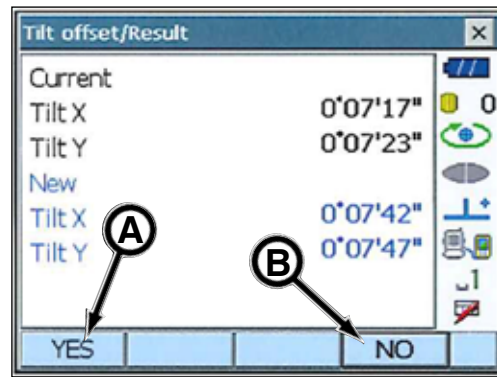 Tilt offset/Result
Current
Tilt X 0°07'17"
Tilt Y 0°07'23"
New
Tilt X 0°07'42"
Tilt Y 0°07'47"
0
1
A
B
YES NO